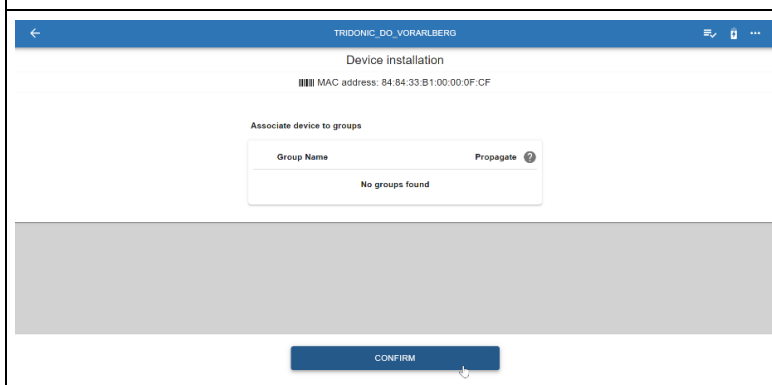 TRIDONIC_DO_VORARLBERG
Device installation
MAC address: 84:84:33:B1:00:00:0F:CF
Associate device to groups
Group Name Propagate ?
No groups found
CONFIRM